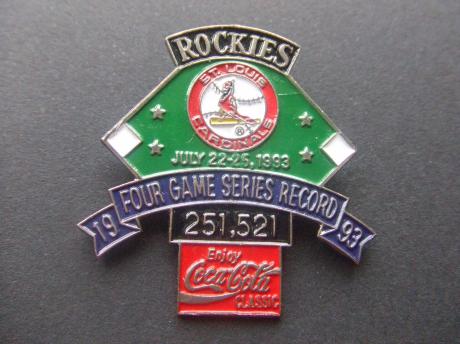 ROCKIES
ST. LOUIS
CARDINALS
®
JULY 22-25, 1993
19 FOUR GAME SERIES RECORD 93
251,521
Enjoy
Coca-Cola
CLASSIC